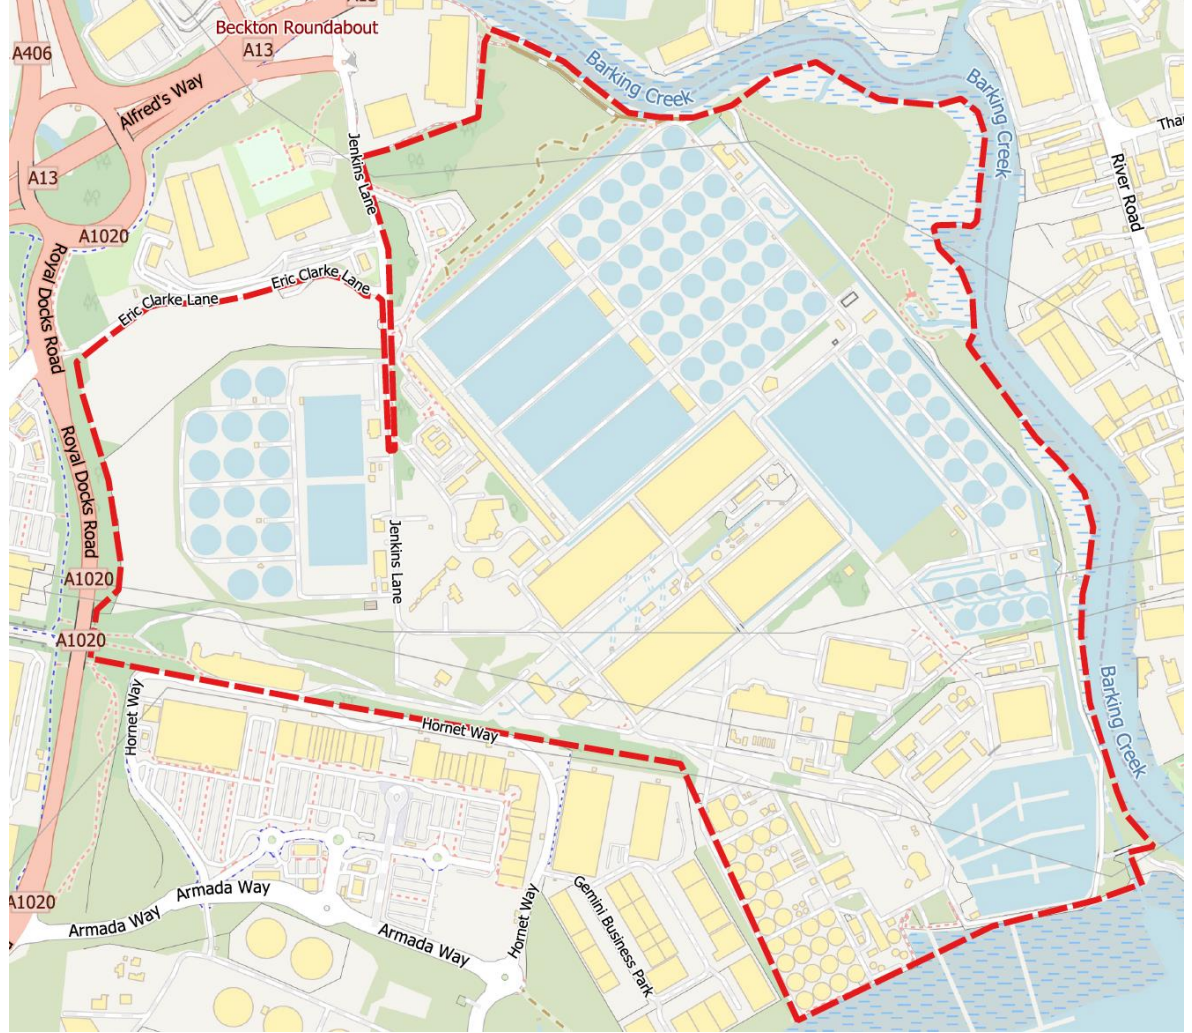 A13
Beckton Roundabout
A406
A13
Barking Creek
Alfred's Way
Barking Creek
Jenkins Lane
River Road
A13
A1020
Royal Docks Road
Eric Clarke Lane
Eric Clarke Lane
Royal Docks Road
Jenkins Lane
A1020
A1020
Barking Creek
Hornet Way
Hornet Way
Armada Way
Gemini Business Park
A1020
Armada Way
Hornet Way
Armada Way